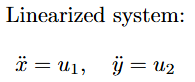 Linearized system:
ẍ = u₁, ÿ = u₂